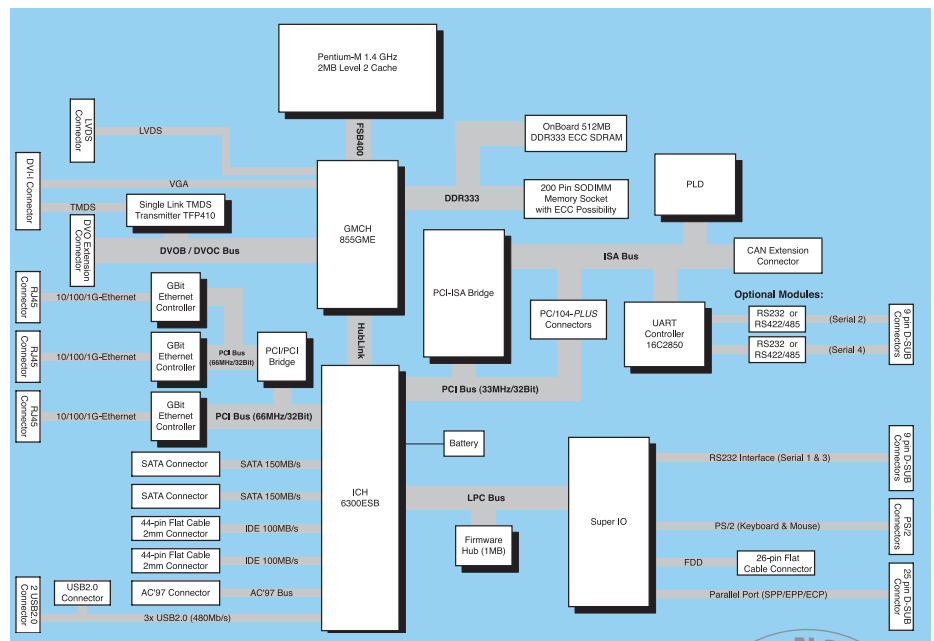 Pentium-M 1.4 GHz
2MB Level 2 Cache
FSB400
LVDS
Connector
LVDS
OnBoard 512MB
DDR333 ECC SDRAM
DVI-I Connector
VGA
TMDS
Single Link TMDS
Transmitter TFP410
GMCH
855GME
DDR333
200 Pin SODIMM
Memory Socket
with ECC Possibility
PLD
DVO Extension
Connector
DVOB / DVOC Bus
ISA Bus
CAN Extension
Connector
PCI-ISA Bridge
RJ45
Connector
10/100/1G-Ethernet
GBit
Ethernet
Controller
HubLink
PC/104-PLUS
Connectors
UART
Controller
16C2850
Optional Modules:
RS232 or
RS422/485
(Serial 2)
RS232 or
RS422/485
(Serial 4)
9 pin D-SUB
Connectors
RJ45
Connector
10/100/1G-Ethernet
GBit
Ethernet
Controller
PCI Bus
(66MHz/32Bit)
PCI/PCI
Bridge
PCI Bus (33MHz/32Bit)
RJ45
Connector
10/100/1G-Ethernet
GBit
Ethernet
Controller
PCI Bus (66MHz/32Bit)
Battery
SATA Connector
SATA 150MB/s
SATA Connector
SATA 150MB/s
ICH
6300ESB
LPC Bus
Super IO
RS232 Interface (Serial 1 & 3)
9 pin D-SUB
Connectors
44-pin Flat Cable
2mm Connector
IDE 100MB/s
44-pin Flat Cable
2mm Connector
IDE 100MB/s
Firmware
Hub (1MB)
PS/2 (Keyboard & Mouse)
PS/2
Connectors
FDD
26-pin Flat
Cable Connector
2 USB2.0
Connector
USB2.0
Connector
AC'97 Connector
AC'97 Bus
3x USB2.0 (480Mb/s)
Parallel Port (SPP/EPP/ECP)
25 pin D-SUB
Connector